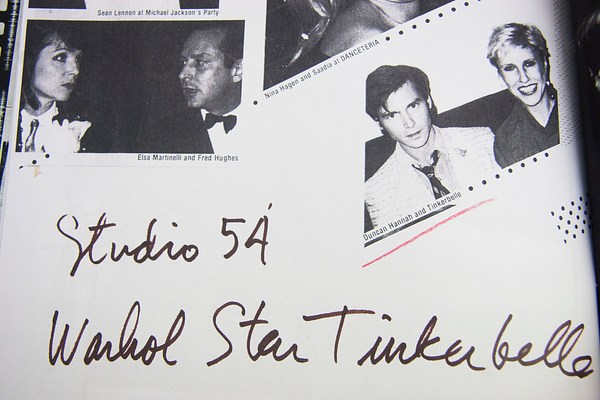 Sean Lennon at Michael Jackson's Party
Nina Hagen and Saadia at DANCETERIA
Elsa Martinelli and Fred Hughes
Duncan Hannah and Tinkerbelle
Studio 54
Warhol Star Tinkerbelle